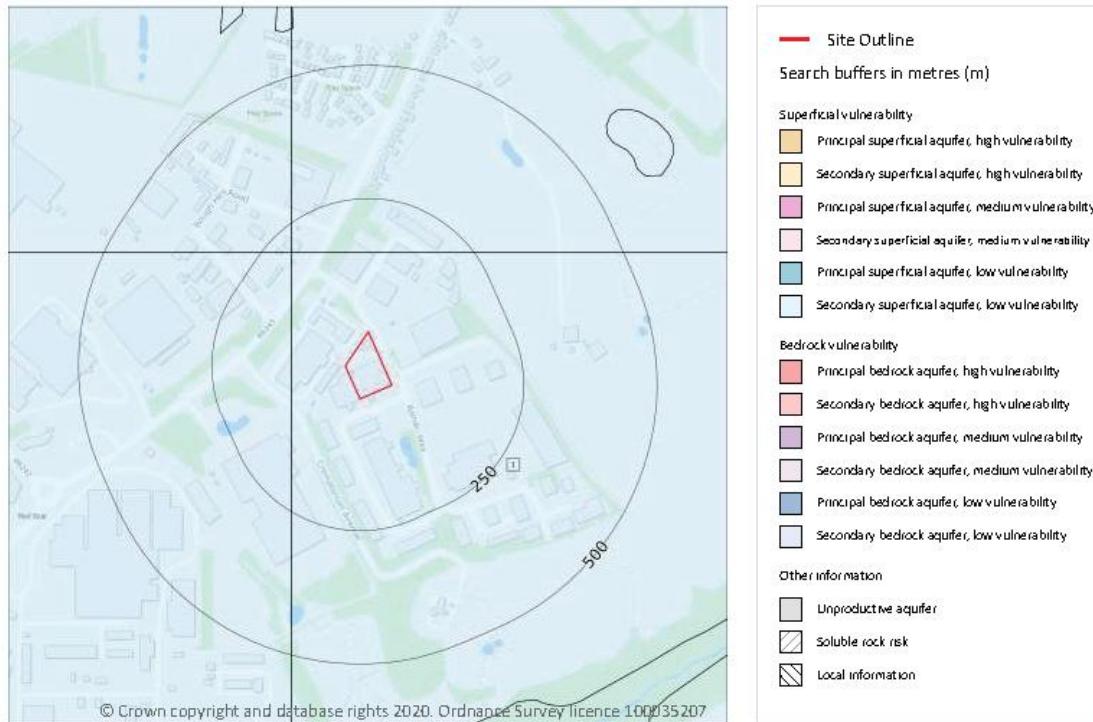 Play Space
Play Space
250
1
500
© Crown copyright and database rights 2020. Ordnance Survey licence 100035207
Site Outline
Search buffers in metres (m)
Superficial vulnerability
Principal superficial aquifer, high vulnerability
Secondary superficial aquifer, high vulnerability
Principal superficial aquifer, medium vulnerability
Secondary superficial aquifer, medium vulnerability
Principal superficial aquifer, low vulnerability
Secondary superficial aquifer, low vulnerability
Bedrock vulnerability
Principal bedrock aquifer, high vulnerability
Secondary bedrock aquifer, high vulnerability
Principal bedrock aquifer, medium vulnerability
Secondary bedrock aquifer, medium vulnerability
Principal bedrock aquifer, low vulnerability
Secondary bedrock aquifer, low vulnerability
Other information
Unproductive aquifer
Soluble rock risk
Local information